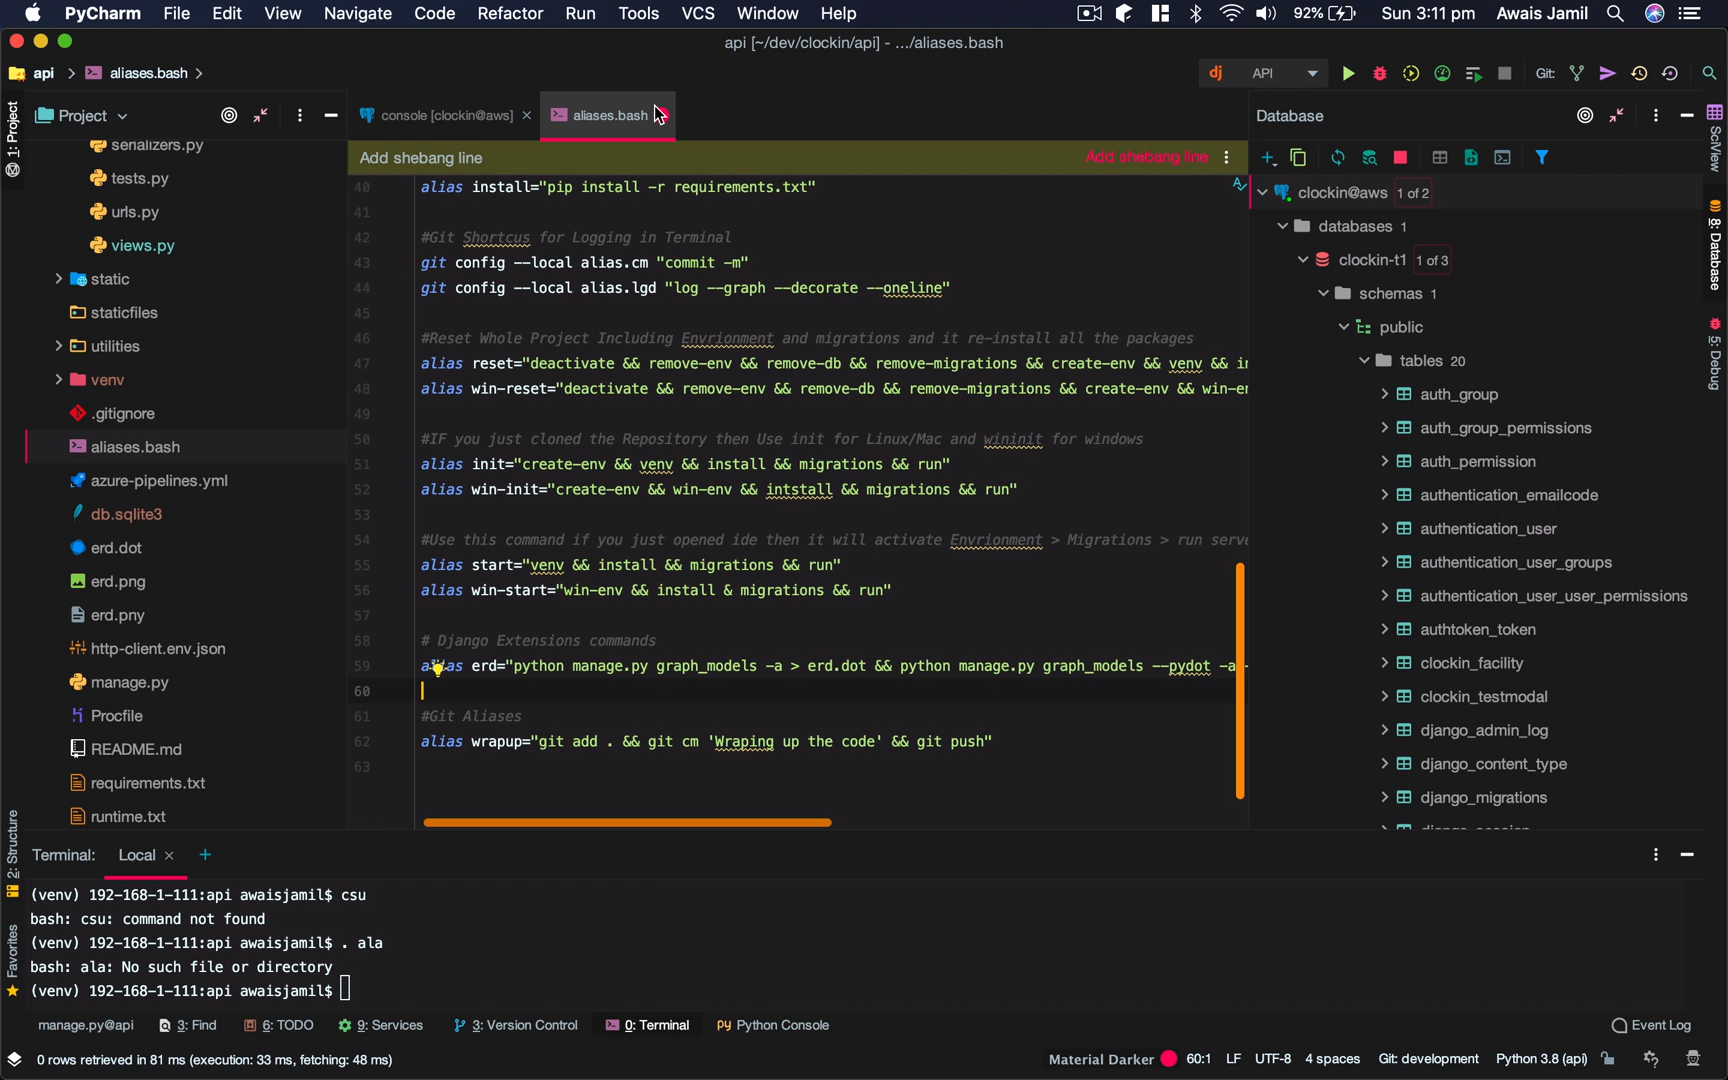 PyCharm File Edit View Navigate Code Refactor Run Tools VCS Window Help 92% Sun 3:11 pm Awais Jamil
api [~/dev/clockin/api] - .../aliases.bash
api aliases.bash
dj API Git:
1: Project
2: Structure
Favorites
Project
serializers.py
tests.py
urls.py
views.py
static
staticfiles
utilities
venv
.gitignore
aliases.bash
azure-pipelines.yml
db.sqlite3
erd.dot
erd.png
erd.pny
http-client.env.json
manage.py
Procfile
README.md
requirements.txt
runtime.txt
console [clockin@aws] aliases.bash
Add shebang line Add shebang line
40 alias install="pip install -r requirements.txt"
41
42 #Git Shortcus for Logging in Terminal
43 git config --local alias.cm "commit -m"
44 git config --local alias.lgd "log --graph --decorate --oneline"
45
46 #Reset Whole Project Including Envrionment and migrations and it re-install all the packages
47 alias reset="deactivate && remove-env && remove-db && remove-migrations && create-env && venv && in
48 alias win-reset="deactivate && remove-env && remove-db && remove-migrations && create-env && win-en
49
50 #IF you just cloned the Repository then Use init for Linux/Mac and wininit for windows
51 alias init="create-env && venv && install && migrations && run"
52 alias win-init="create-env && win-env && intstall && migrations && run"
53
54 #Use this command if you just opened ide then it will activate Envrionment > Migrations > run serve
55 alias start="venv && install && migrations && run"
56 alias win-start="win-env && install & migrations && run"
57
58 # Django Extensions commands
59 alias erd="python manage.py graph_models -a > erd.dot && python manage.py graph_models --pydot -a -
60
61 #Git Aliases
62 alias wrapup="git add . && git cm 'Wraping up the code' && git push"
63
Database
clockin@aws 1 of 2
databases 1
clockin-t1 1 of 3
schemas 1
public
tables 20
auth_group
auth_group_permissions
auth_permission
authentication_emailcode
authentication_user
authentication_user_groups
authentication_user_user_permissions
authtoken_token
clockin_facility
clockin_testmodal
django_admin_log
django_content_type
django_migrations
django_session
SciView
8: Database
5: Debug
Terminal: Local
(venv) 192-168-1-111:api awaisjamil$ csu
bash: csu: command not found
(venv) 192-168-1-111:api awaisjamil$ . ala
bash: ala: No such file or directory
(venv) 192-168-1-111:api awaisjamil$
manage.py@api 3: Find 6: TODO 9: Services 3: Version Control 0: Terminal Python Console Event Log
0 rows retrieved in 81 ms (execution: 33 ms, fetching: 48 ms) Material Darker 60:1 LF UTF-8 4 spaces Git: development Python 3.8 (api)